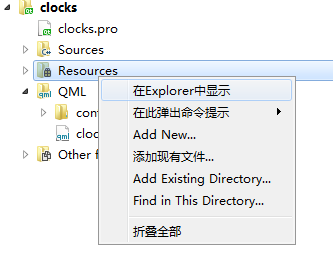 clocks
clocks.pro
Sources
Resources
在Explorer中显示
QML
在此弹出命令提示
con
Add New...
cloc
添加现有文件...
Other f
Add Existing Directory...
Find in This Directory...
折叠全部